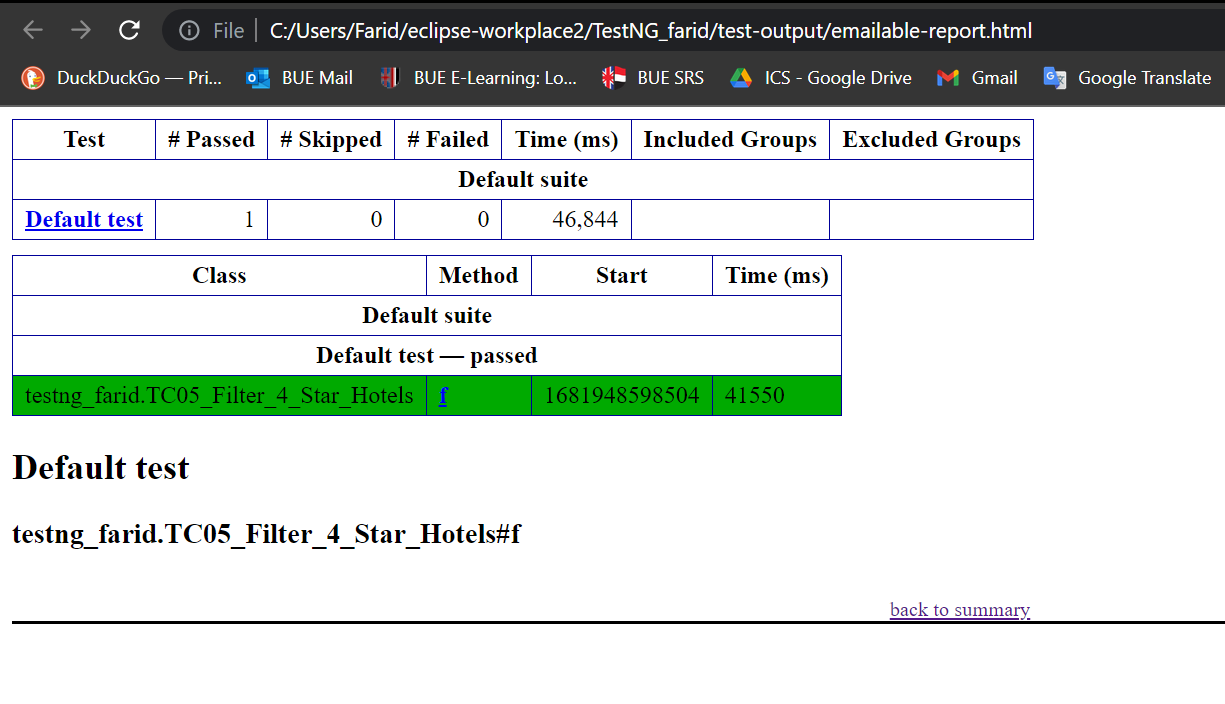 File C:/Users/Farid/eclipse-workplace2/TestNG_farid/test-output/emailable-report.html
DuckDuckGo — Pri... BUE Mail BUE E-Learning: Lo... BUE SRS ICS - Google Drive Gmail Google Translate
Test # Passed # Skipped # Failed Time (ms) Included Groups Excluded Groups
Default suite
Default test 1 0 0 46,844
Class Method Start Time (ms)
Default suite
Default test — passed
testng_farid.TC05_Filter_4_Star_Hotels f 1681948598504 41550
Default test
testng_farid.TC05_Filter_4_Star_Hotels#f
back to summary